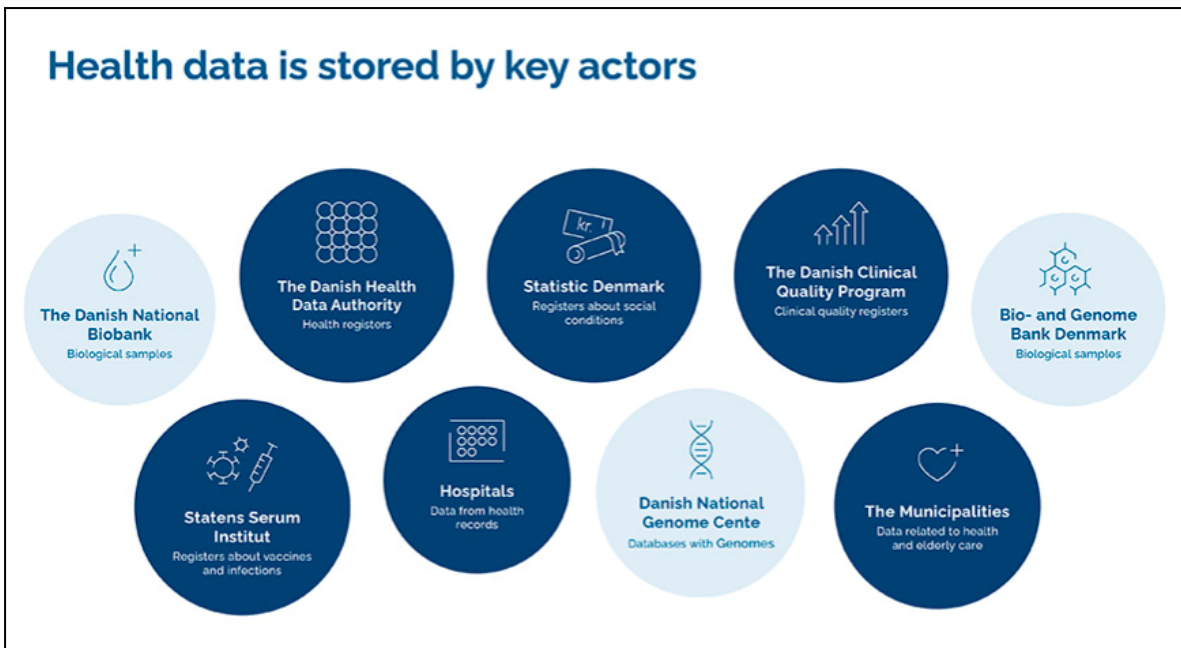 Health data is stored by key actors
The Danish National
Biobank
Biological samples
The Danish Health
Data Authority
Health registers
kr.
Statistic Denmark
Registers about social
conditions
The Danish Clinical
Quality Program
Clinical quality registers
Bio- and Genome
Bank Denmark
Biological samples
Statens Serum
Institut
Registers about vaccines
and infections
Hospitals
Data from health
records
Danish National
Genome Cente
Databases with Genomes
The Municipalities
Data related to health
and elderly care